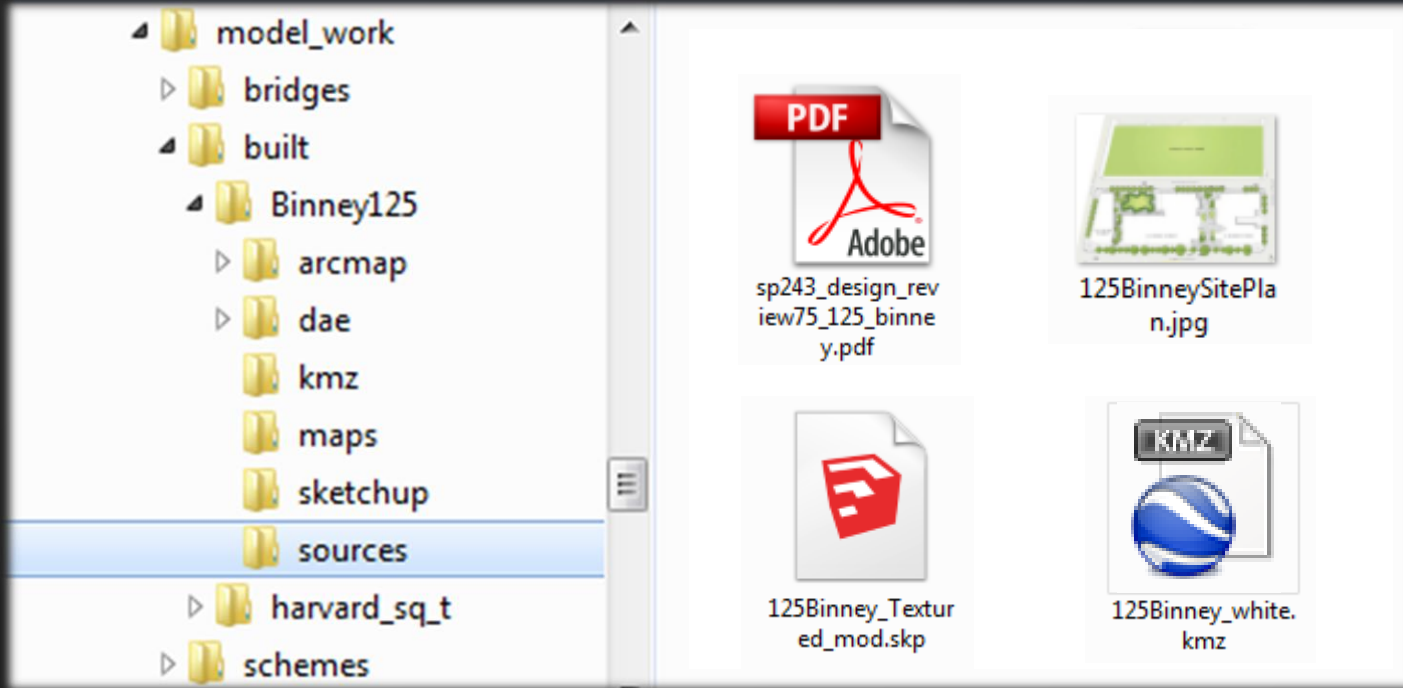 model_work
bridges
built
Binney125
arcmap
dae
kmz
maps
sketchup
sources
harvard_sq_t
schemes
PDF
Adobe
sp243_design_rev
iew75_125_binne
y.pdf
125BinneySitePla
n.jpg
125Binney_Textur
ed_mod.skp
KMZ
125Binney_white.
kmz